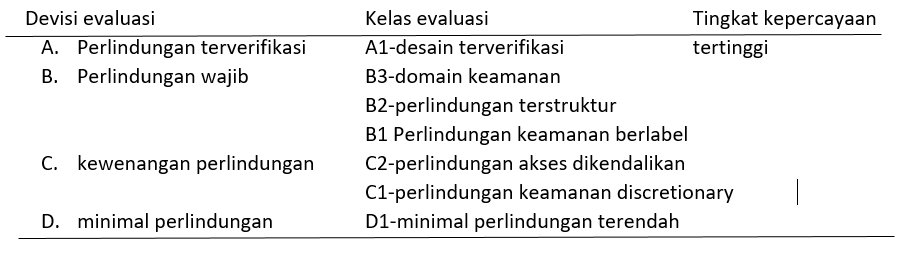 Devisi evaluasi Kelas evaluasi Tingkat kepercayaan
A. Perlindungan terverifikasi A1-desain terverifikasi tertinggi
B. Perlindungan wajib B3-domain keamanan
B2-perlindungan terstruktur
B1 Perlindungan keamanan berlabel
C. kewenangan perlindungan C2-perlindungan akses dikendalikan
C1-perlindungan keamanan discretionary
D. minimal perlindungan D1-minimal perlindungan terendah